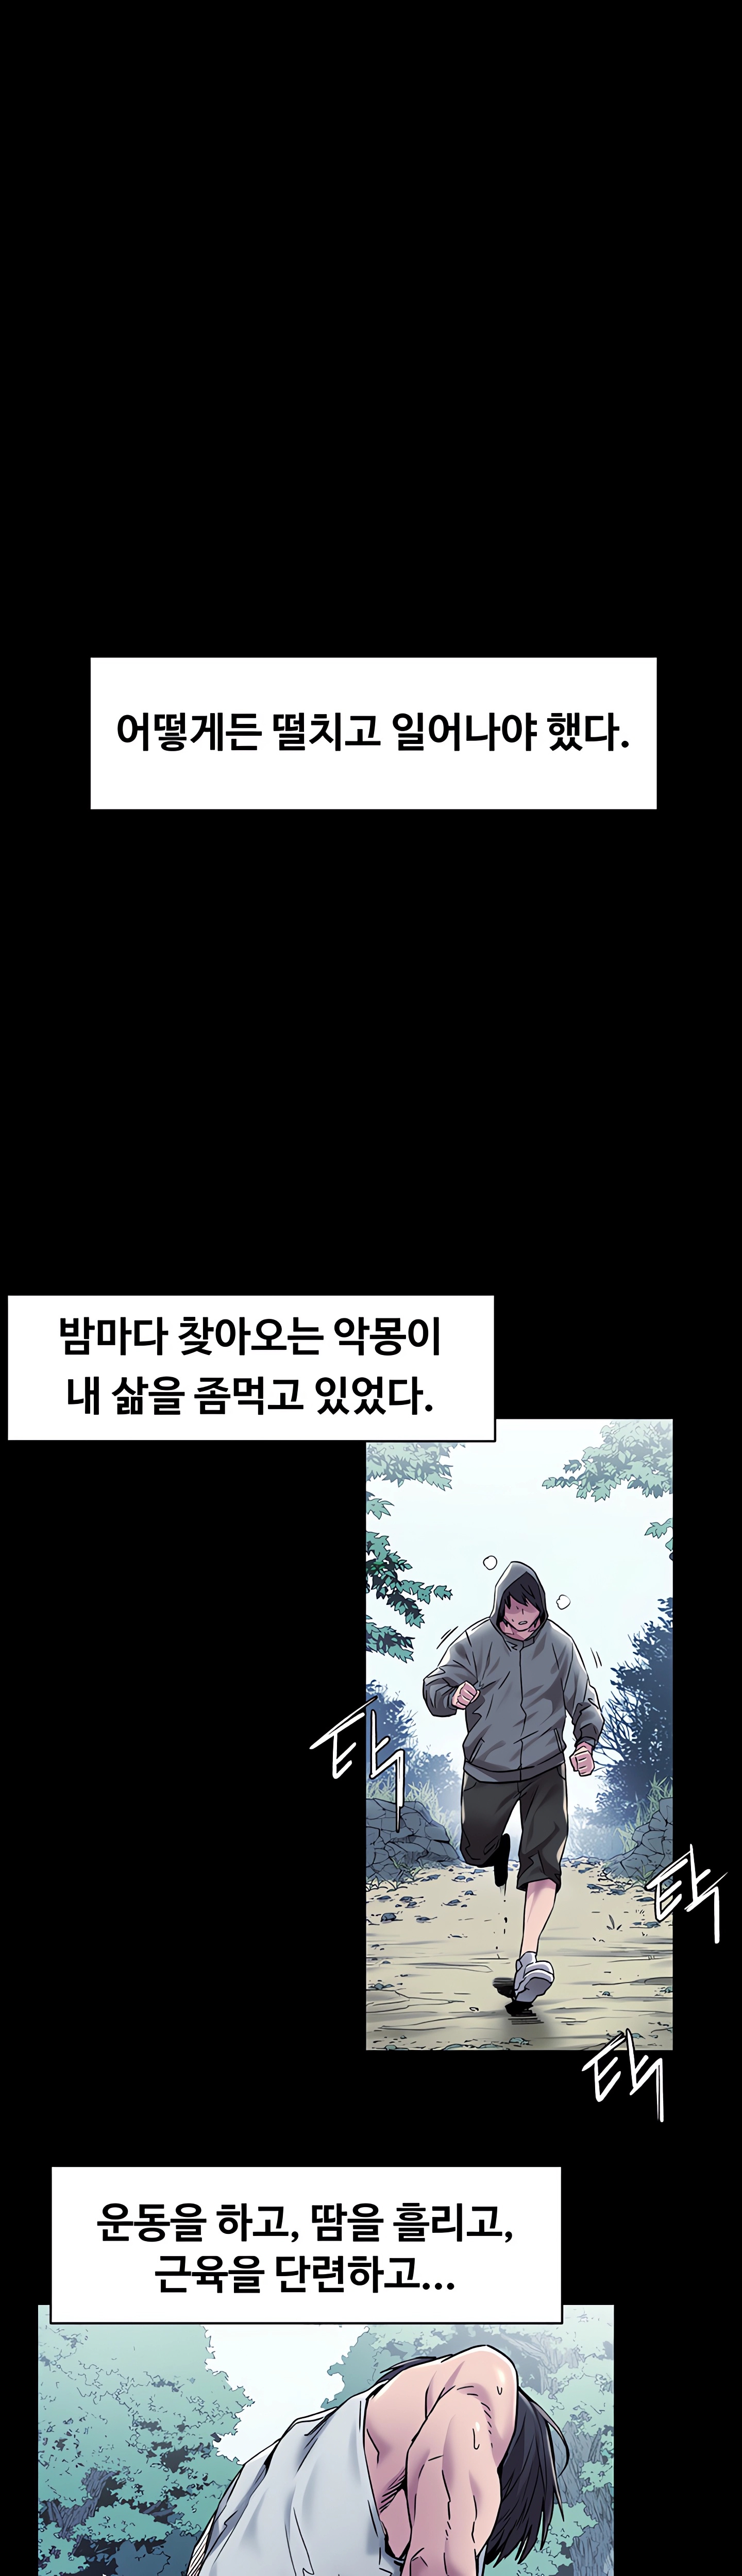 어떻게든 떨치고 일어나야 했다.
밤마다 찾아오는 악몽이
내 삶을 좀먹고 있었다.
탁
탁
탁
운동을 하고, 땀을 흘리고,
근육을 단련하고...